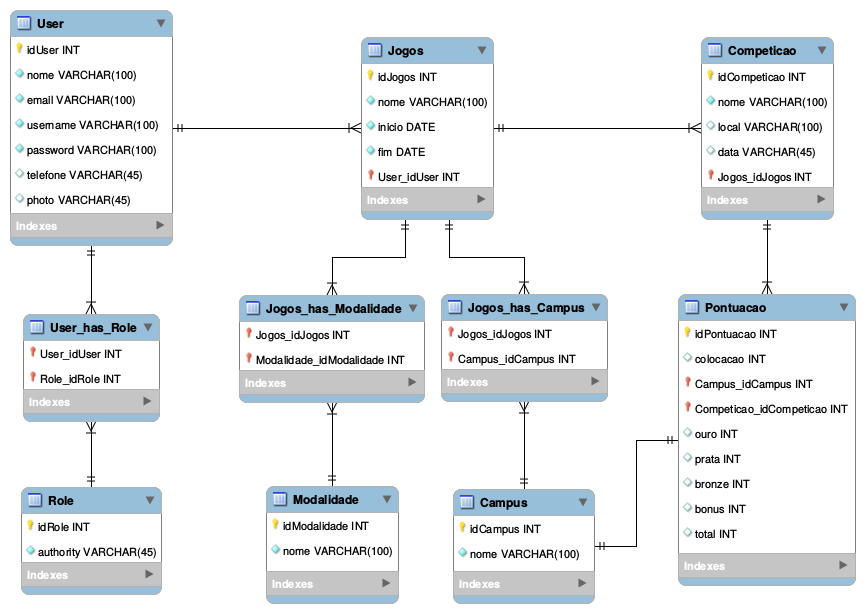 User
idUser INT
nome VARCHAR(100)
email VARCHAR(100)
username VARCHAR(100)
password VARCHAR(100)
telefone VARCHAR(45)
photo VARCHAR(45)
Indexes
Jogos
idJogos INT
nome VARCHAR(100)
inicio DATE
fim DATE
User_idUser INT
Indexes
Competicao
idCompeticao INT
nome VARCHAR(100)
local VARCHAR(100)
data VARCHAR(45)
Jogos_idJogos INT
Indexes
User_has_Role
User_idUser INT
Role_idRole INT
Indexes
Jogos_has_Modalidade
Jogos_idJogos INT
Modalidade_idModalidade INT
Indexes
Jogos_has_Campus
Jogos_idJogos INT
Campus_idCampus INT
Indexes
Pontuacao
idPontuacao INT
colocacao INT
Campus_idCampus INT
Competicao_idCompeticao INT
ouro INT
prata INT
bronze INT
bonus INT
total INT
Indexes
Role
idRole INT
authority VARCHAR(45)
Indexes
Modalidade
idModalidade INT
nome VARCHAR(100)
Indexes
Campus
idCampus INT
nome VARCHAR(100)
Indexes